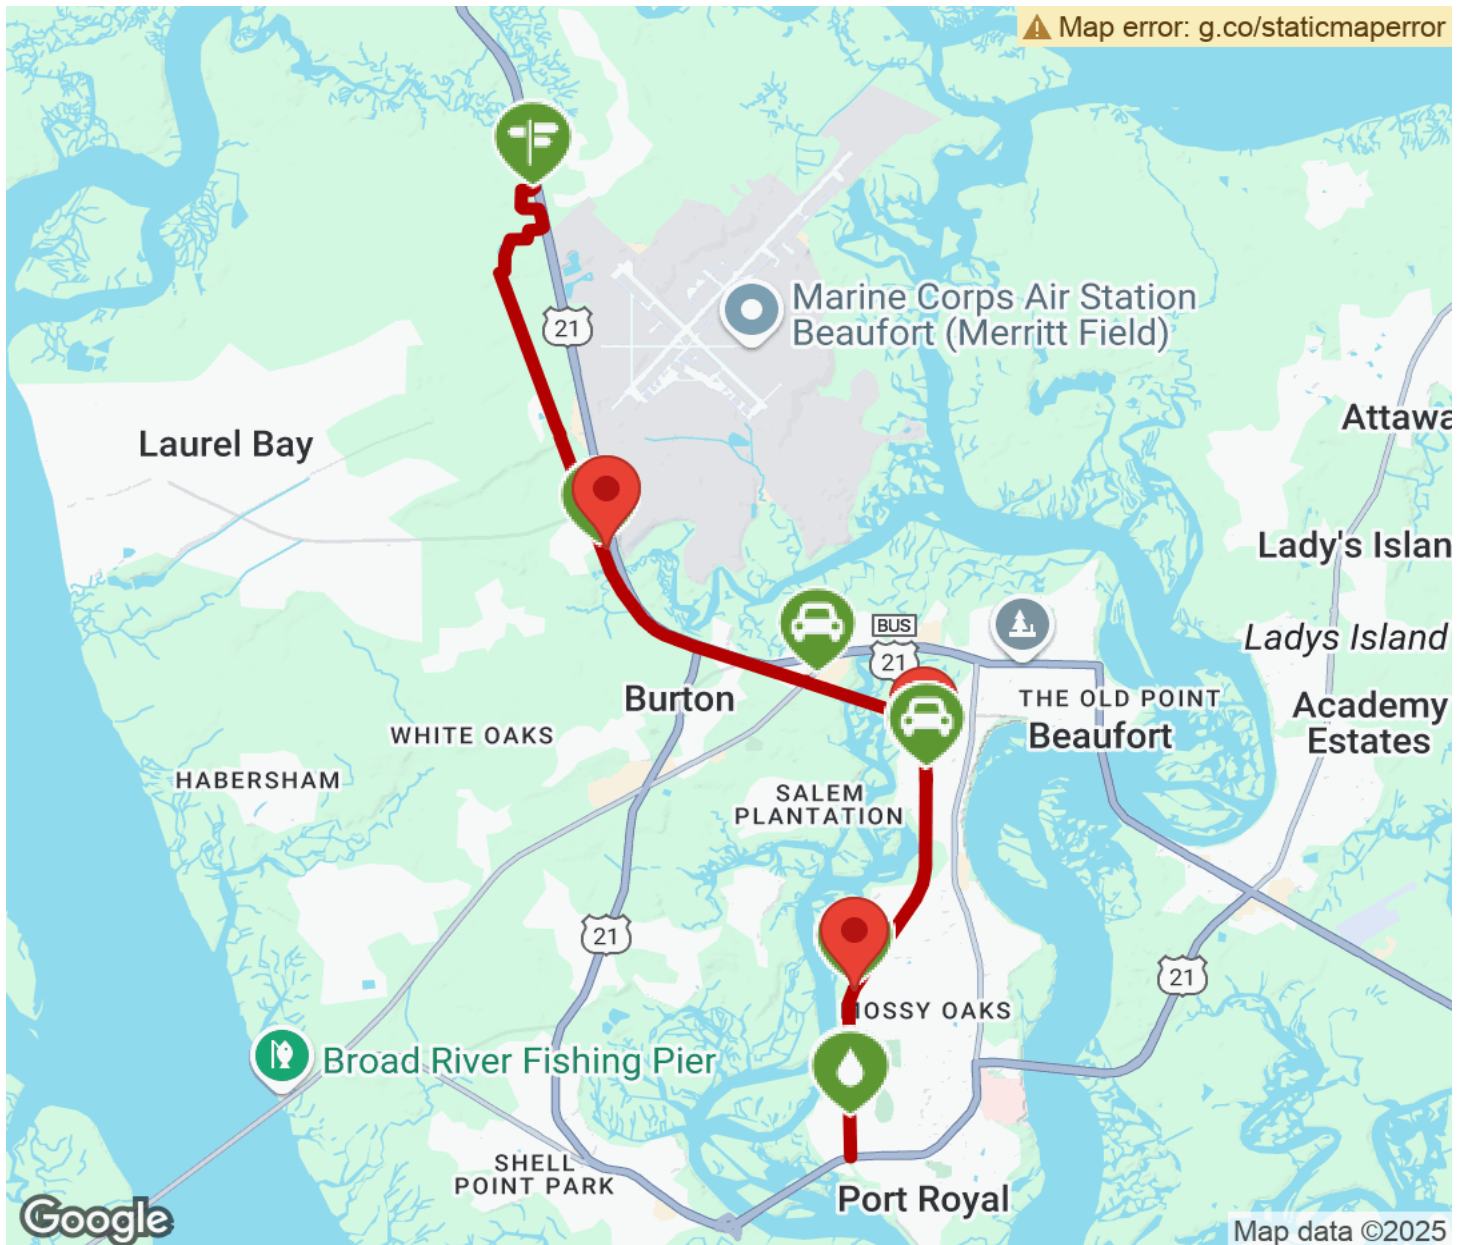 Map error: g.co/staticmaperror
21
Marine Corps Air Station
Beaufort (Merritt Field)
Attawa
Laurel Bay
Lady's Islan
BUS
21
Ladys Island
Burton
THE OLD POINT
Academy
Estates
WHITE OAKS
Beaufort
HABERSHAM
SALEM
PLANTATION
21
21
MOSSY OAKS
Broad River Fishing Pier
SHELL
POINT PARK
Port Royal
Google
Map data ©2025